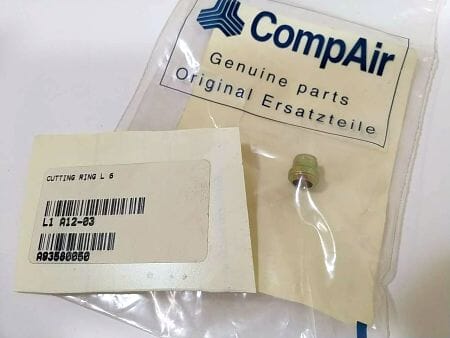 CompAir
Genuine parts
Original Ersatzteile
CUTTING RING L 6
L1 A12-03
A93580050